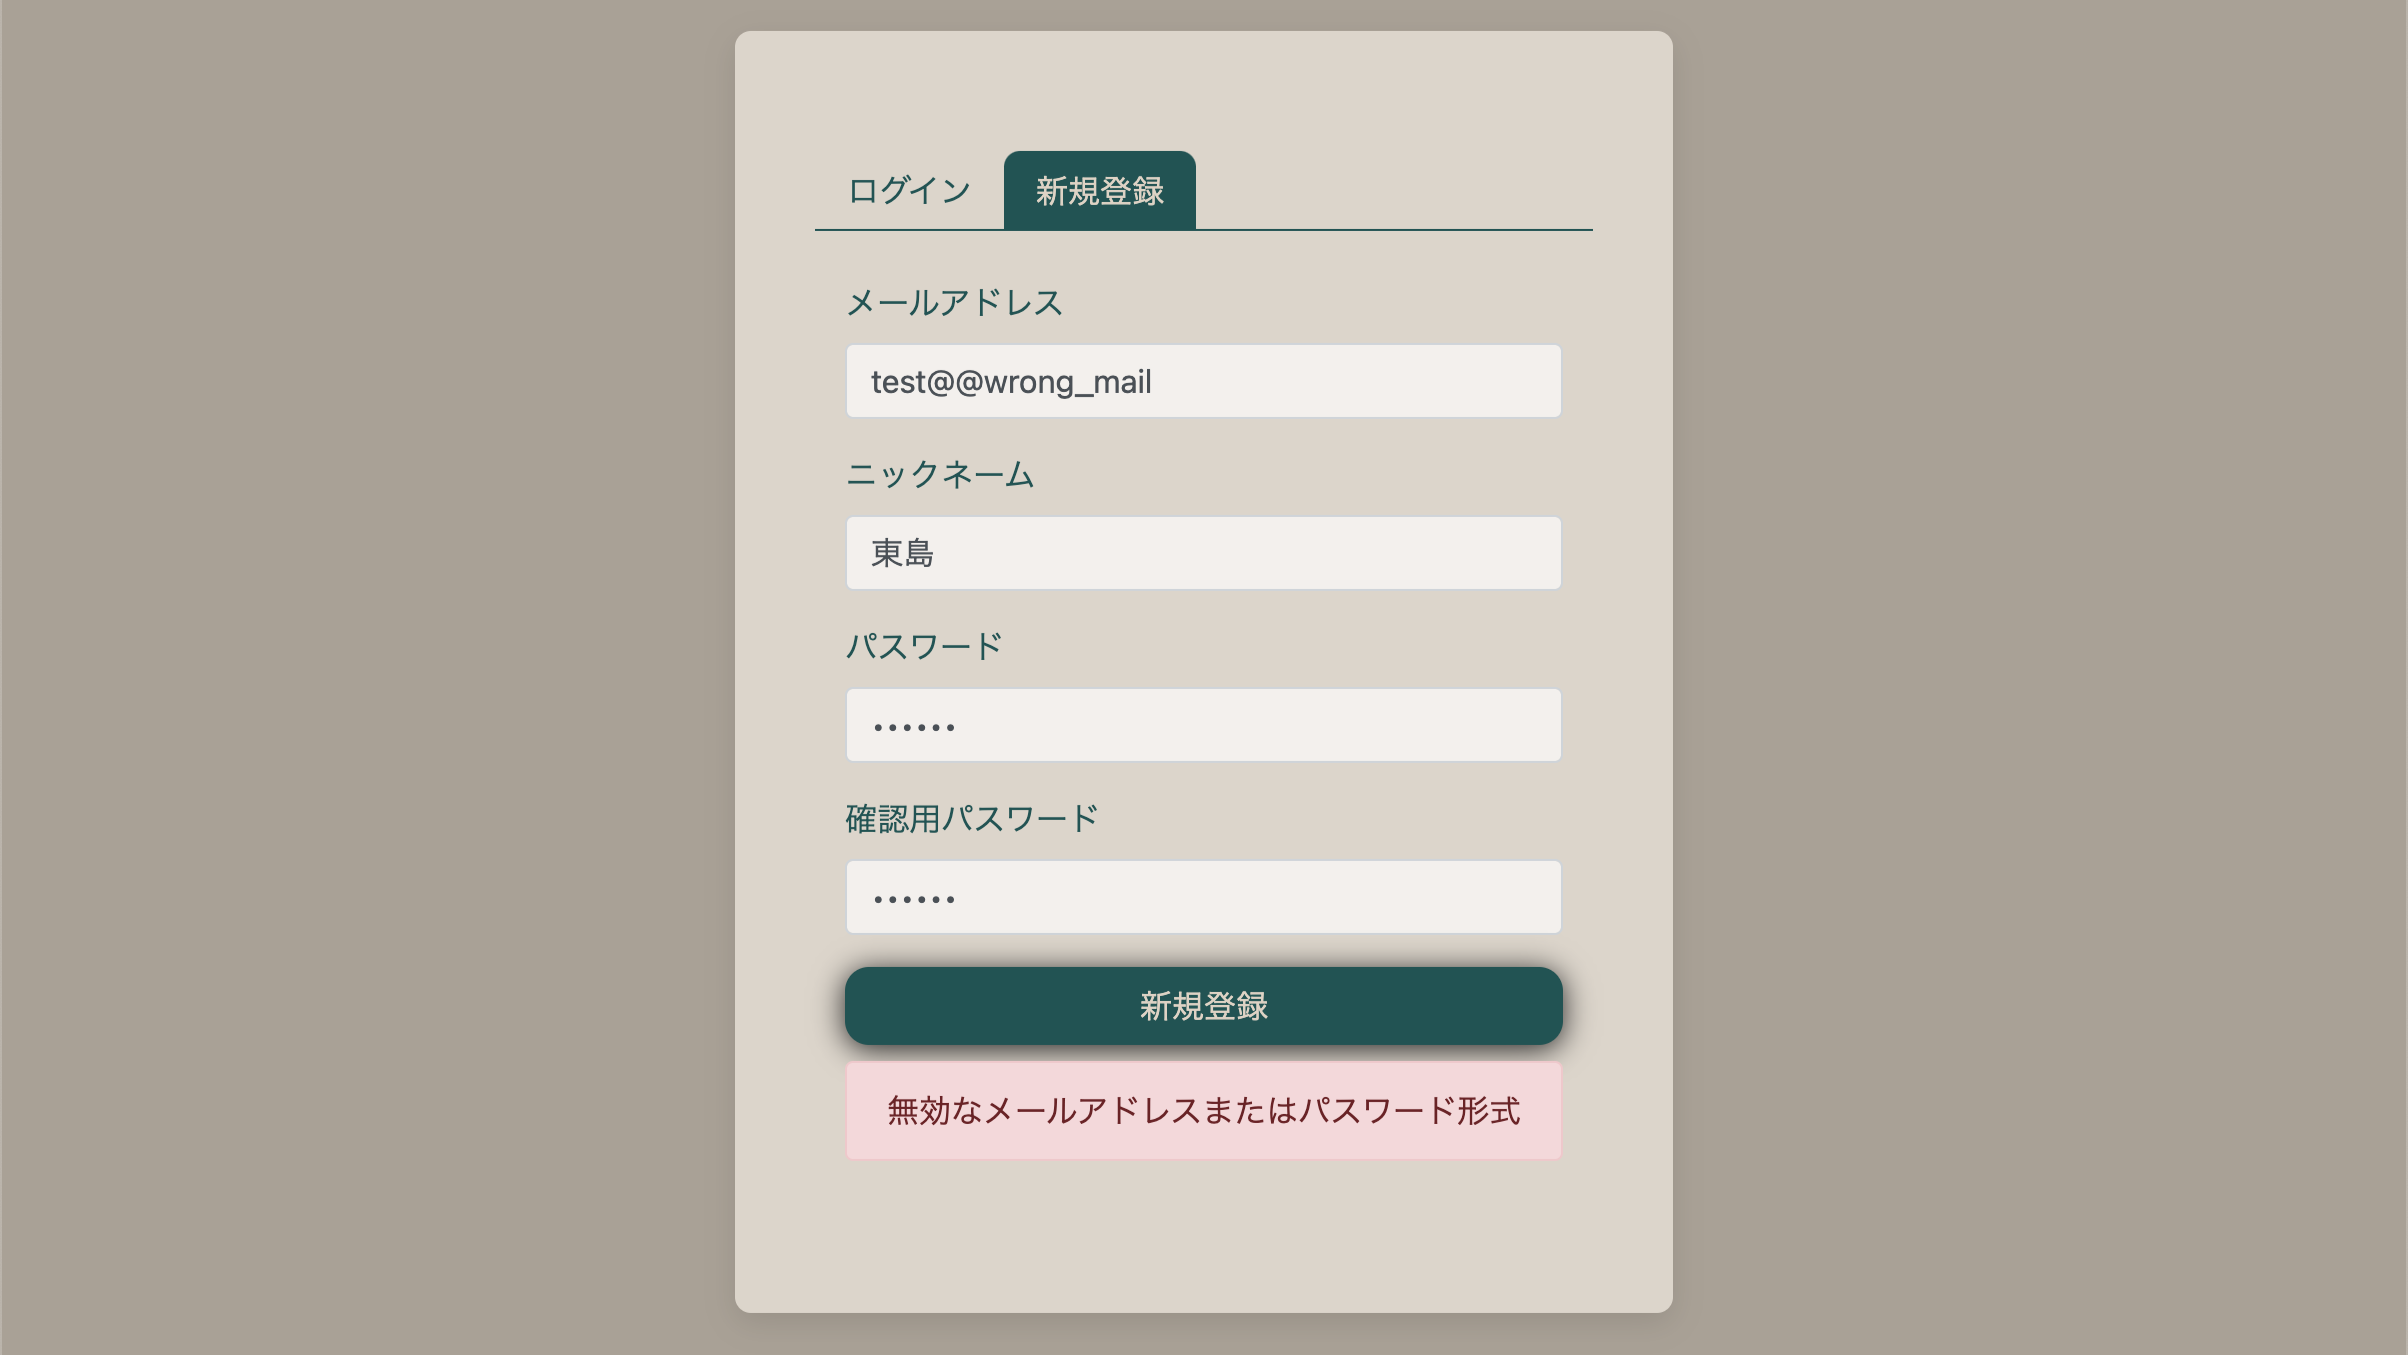 ログイン 新規登録
メールアドレス
test@@wrong_mail
ニックネーム
東島
パスワード
••••••
確認用パスワード
••••••
新規登録
無効なメールアドレスまたはパスワード形式